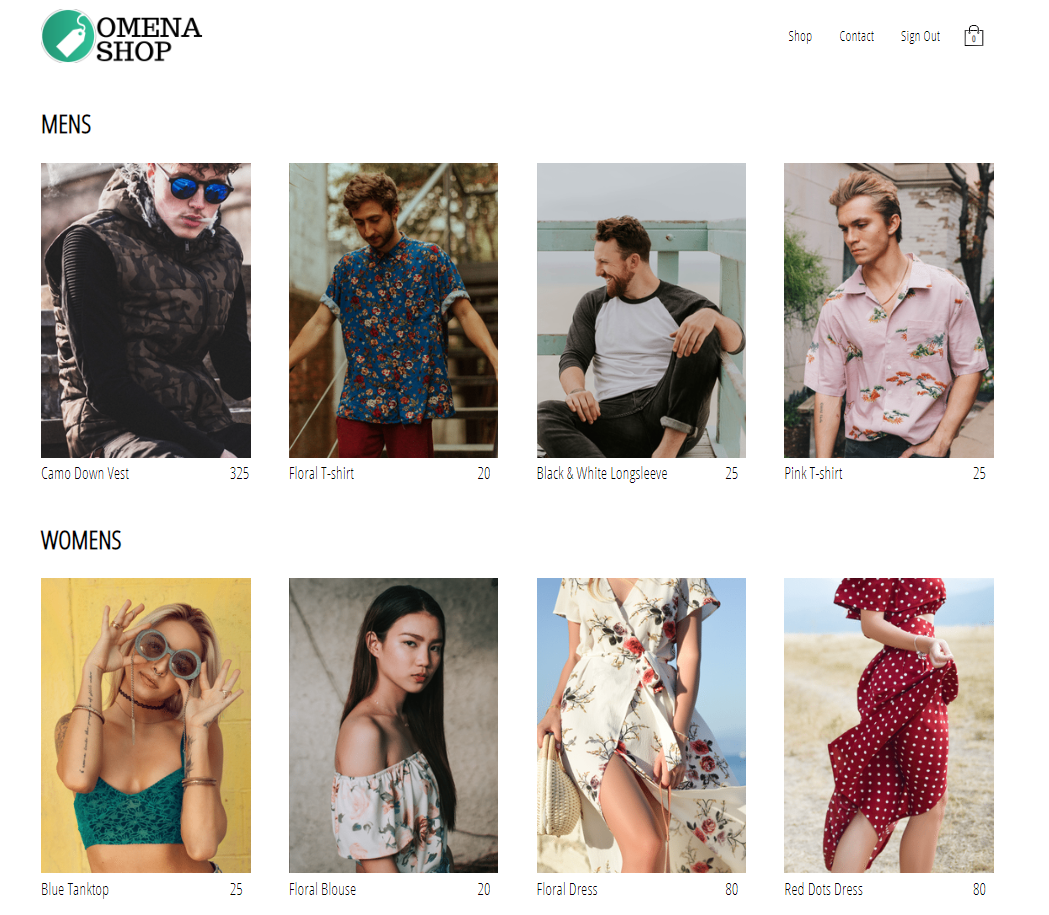 OMENA
SHOP
Shop Contact Sign Out 0
MENS
Camo Down Vest 325 Floral T-shirt 20 Black & White Longsleeve 25 Pink T-shirt 25
WOMENS
Blue Tanktop 25 Floral Blouse 20 Floral Dress 80 Red Dots Dress 80